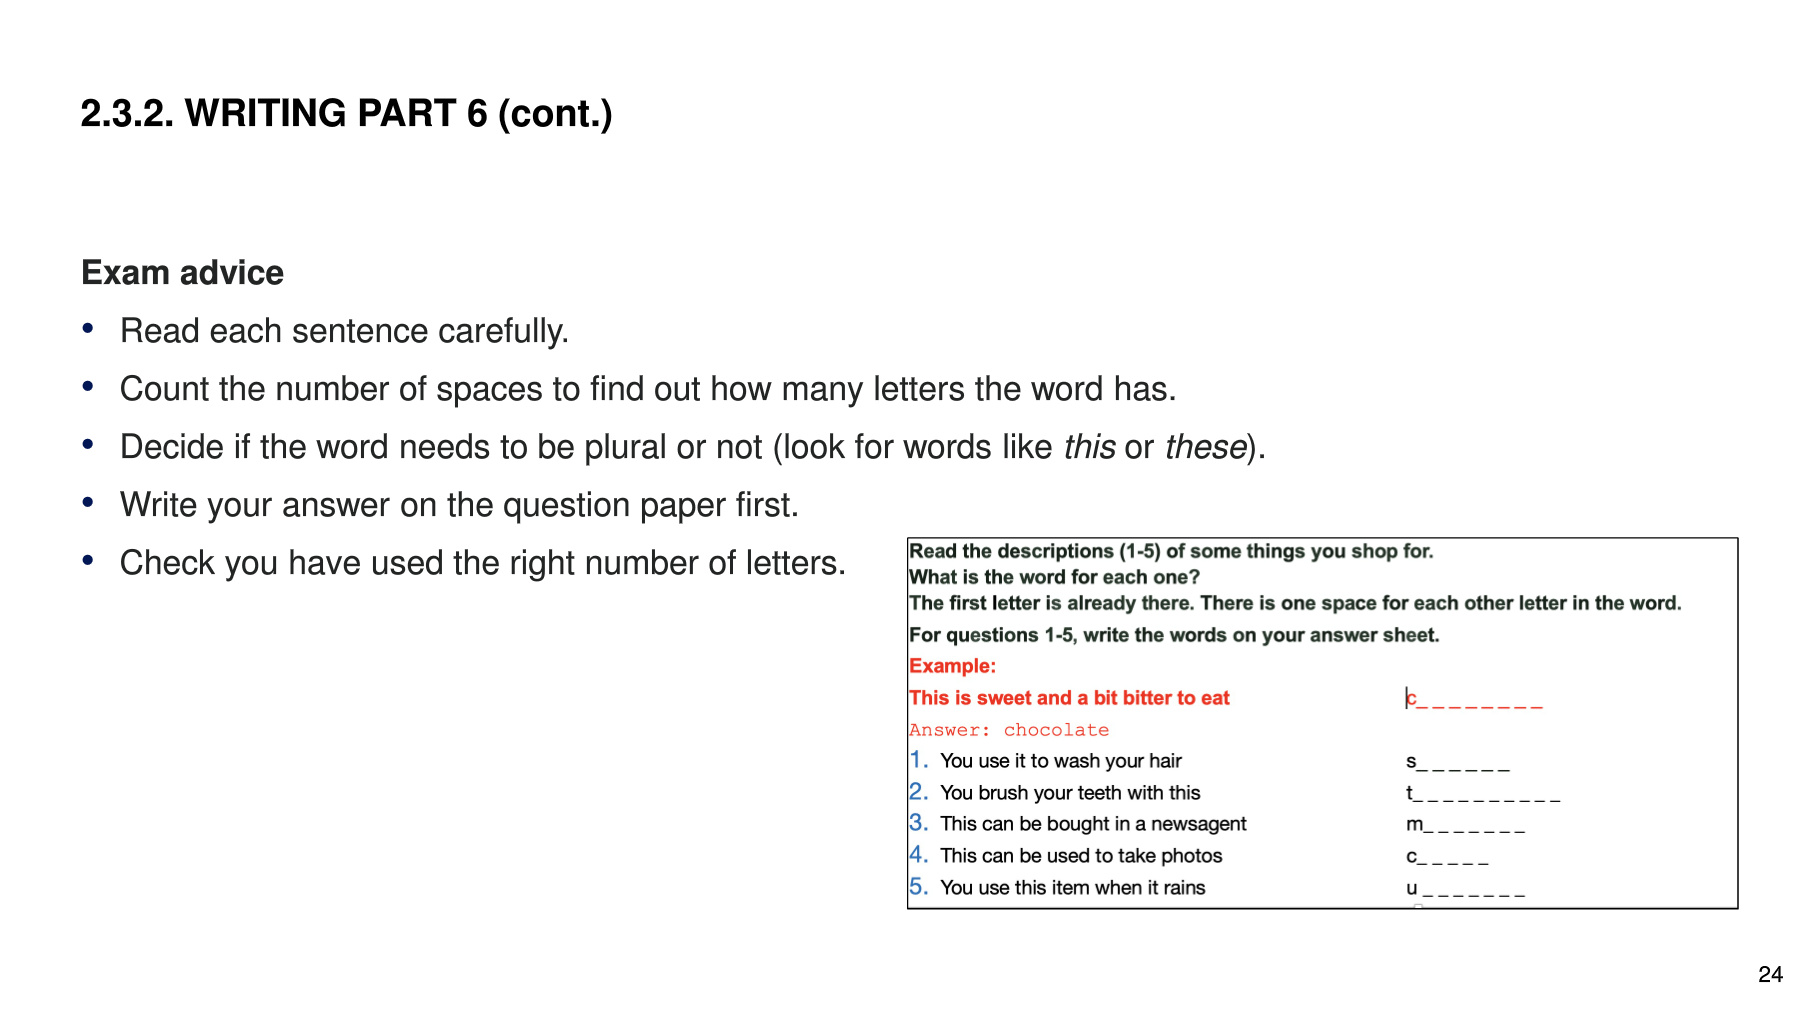 2.3.2. WRITING PART 6 (cont.)
Exam advice
• Read each sentence carefully.
• Count the number of spaces to find out how many letters the word has.
• Decide if the word needs to be plural or not (look for words like this or these).
• Write your answer on the question paper first.
• Check you have used the right number of letters.
Read the descriptions (1-5) of some things you shop for.
What is the word for each one?
The first letter is already there. There is one space for each other letter in the word.
For questions 1-5, write the words on your answer sheet.
Example:
This is sweet and a bit bitter to eat c_ _ _ _ _ _ _ _
Answer: chocolate
1. You use it to wash your hair s_ _ _ _ _ _
2. You brush your teeth with this t_ _ _ _ _ _ _ _ _
3. This can be bought in a newsagent m_ _ _ _ _ _ _
4. This can be used to take photos c_ _ _ _ _
5. You use this item when it rains u _ _ _ _ _ _ _
24